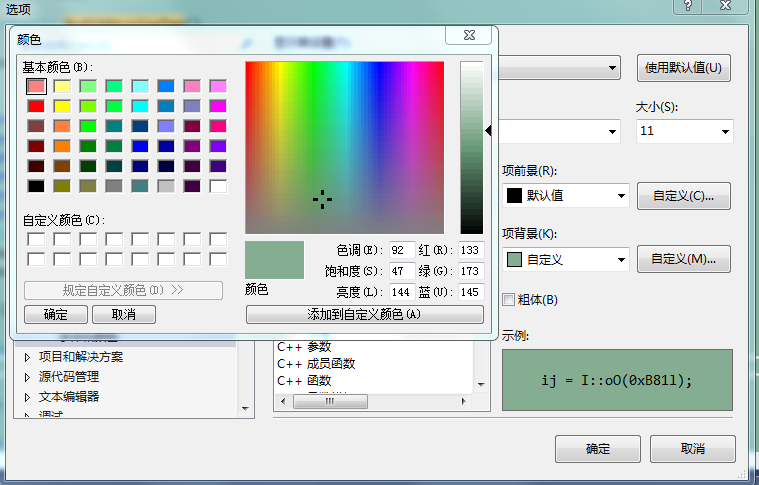 选项
颜色
基本颜色(B):
自定义颜色(C):
规定自定义颜色(D) >>
确定
取消
颜色
色调(E): 92 红(R): 133
饱和度(S): 47 绿(G): 173
亮度(L): 144 蓝(U): 145
添加到自定义颜色(A)
使用默认值(U)
大小(S):
11
项前景(R):
默认值
自定义(C)...
项背景(K):
自定义
自定义(M)...
粗体(B)
示例:
ij = I::oO(0xB81l);
项目和解决方案
源代码管理
文本编辑器
调试
C++ 参数
C++ 成员函数
C++ 函数
确定
取消